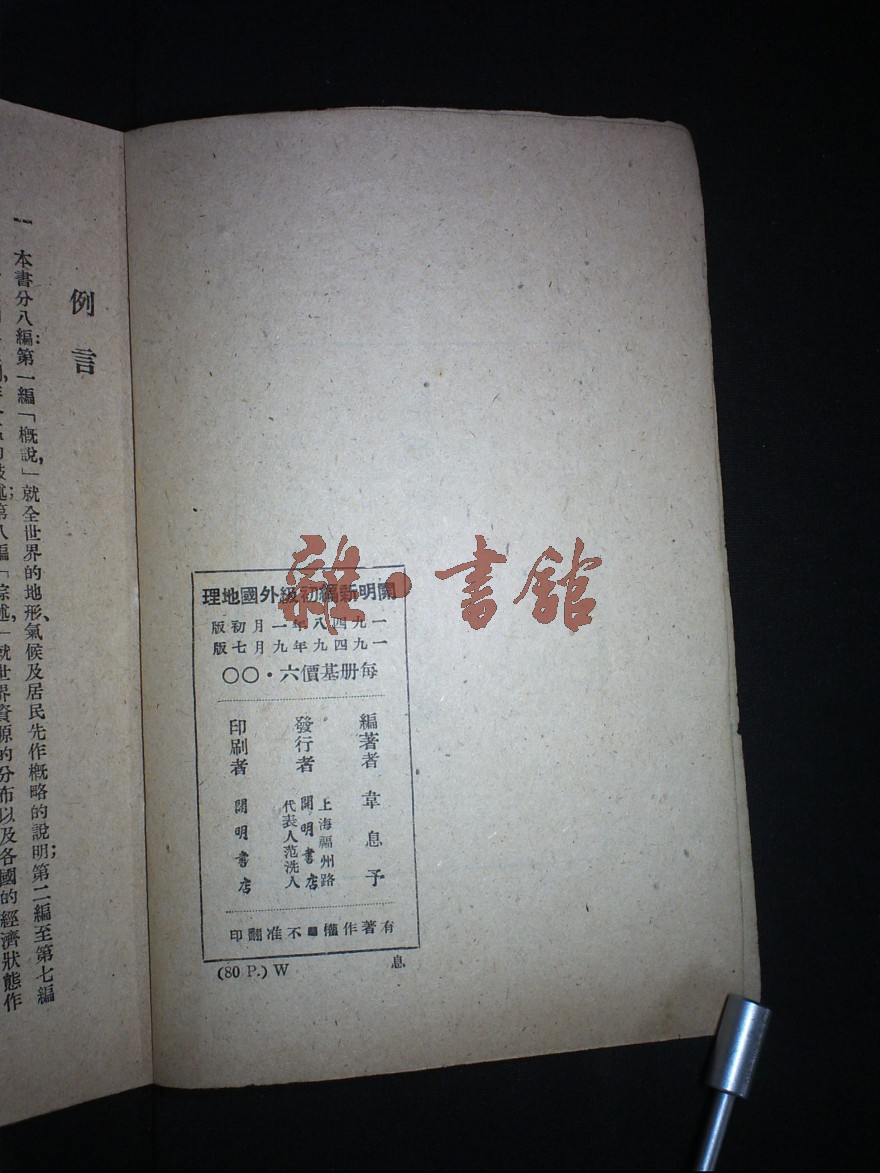 開明新編初級外國地理
一九四八年一月初版
一九四九年九月七版
每册基價六・〇〇
編著者 韋息予
發行者
上海福州路
開明書店
代表人范洗人
印刷者 開明書店
有著作權 不准翻印
(80 P.) W 息
例言
一 本書分八編：第一編「概說，」就全世界的地形、氣候及居民先作概略的說明；第二編至第七編
述；第八編「綜述，」就世界資源的分布以及各國的經濟狀態作
雜・書館